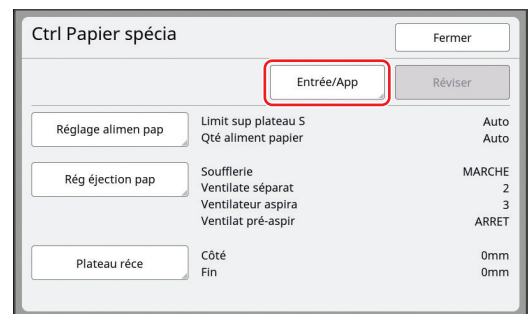 Ctrl Papier spécia
Fermer
Entrée/App
Réviser
Réglage alimen pap
Limit sup plateau S Auto
Qté aliment papier Auto
Rég éjection pap
Soufflerie MARCHE
Ventilate séparat 2
Ventilateur aspira 3
Ventilat pré-aspir ARRET
Plateau réce
Côté 0mm
Fin 0mm